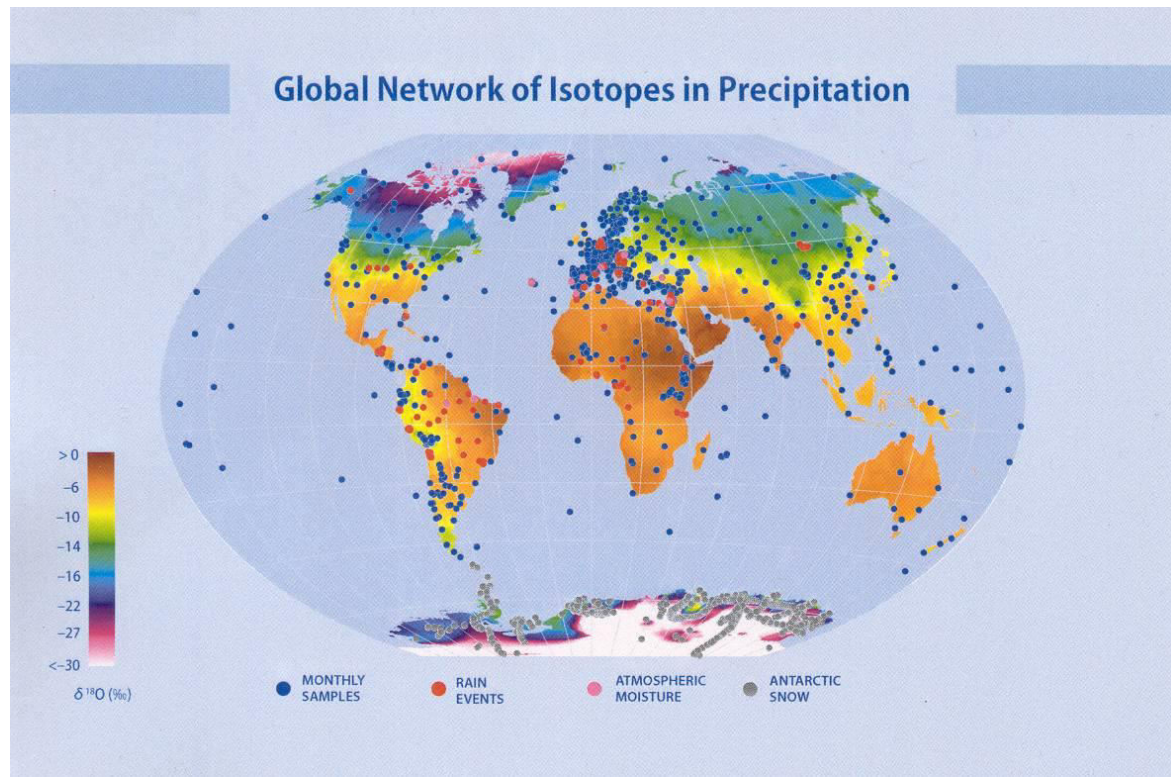 Global Network of Isotopes in Precipitation
> 0
−6
−10
−14
−16
−22
−27
<−30
δ ¹⁸O (‰)
MONTHLY
SAMPLES
RAIN
EVENTS
ATMOSPHERIC
MOISTURE
ANTARCTIC
SNOW